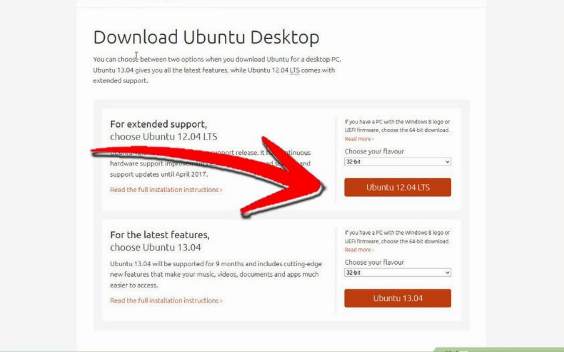 Download Ubuntu Desktop
You can choose between two options when you download Ubuntu for a desktop PC.
Ubuntu 13.04 gives you all the latest features, while Ubuntu 12.04 LTS comes with
extended support.
For extended support,
choose Ubuntu 12.04 LTS
support release. It
continuous
hardware support
and
support updates until April 2017.
Read the full installation instructions ›
If you have a PC with the Windows 8 logo or
UEFI firmware, choose the 64-bit download.
Read more ›
Choose your flavour
32-bit
Ubuntu 12.04 LTS
For the latest features,
choose Ubuntu 13.04
Ubuntu 13.04 will be supported for 9 months and includes cutting-edge
new features that make your music, videos, documents and apps much
easier to access.
Read the full installation instructions ›
If you have a PC with the Windows 8 logo or
UEFI firmware, choose the 64-bit download.
Read more ›
Choose your flavour
32-bit
Ubuntu 13.04